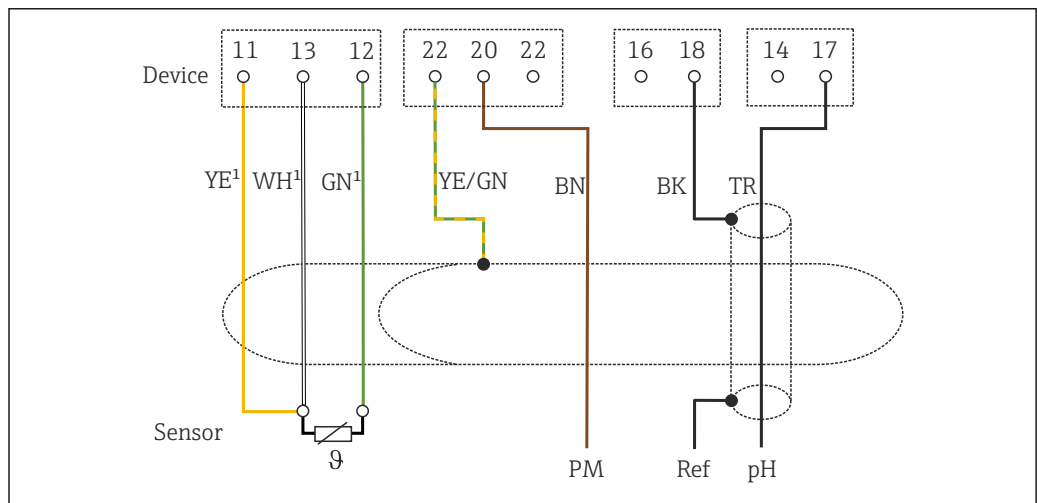 11 13 12 22 20 22 16 18 14 17
Device
YE¹ WH¹ GN¹ YE/GN BN BK TR
Sensor
ϑ PM Ref pH